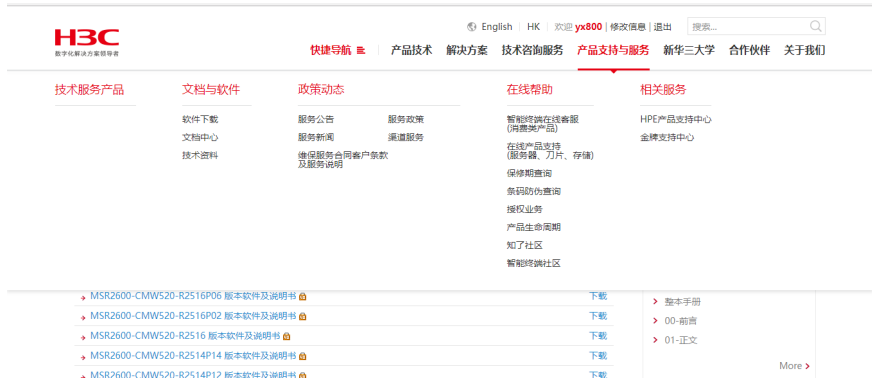 English | HK | 欢迎 yx800 | 修改信息 | 退出 搜索...
H3C
数字化解决方案领导者
快捷导航 产品技术 解决方案 技术咨询服务 产品支持与服务 新华三大学 合作伙伴 关于我们
技术服务产品 文档与软件 政策动态 在线帮助 相关服务
软件下载 服务公告 服务政策 智能终端在线客服 HPE产品支持中心
(消费类产品)
文档中心 服务新闻 渠道服务 金牌支持中心
在线产品支持
技术资料 维保服务合同客户条款 (服务器、刀片、存储)
及服务说明
保修期查询
条码防伪查询
授权业务
产品生命周期
知了社区
智能终端社区
MSR2600-CMW520-R2516P06 版本软件及说明书 下载 整本手册
MSR2600-CMW520-R2516P02 版本软件及说明书 下载 00-前言
MSR2600-CMW520-R2516 版本软件及说明书 下载 01-正文
MSR2600-CMW520-R2514P14 版本软件及说明书 下载
More
MSR2600-CMW520-R2514P12 版本软件及说明书 下载